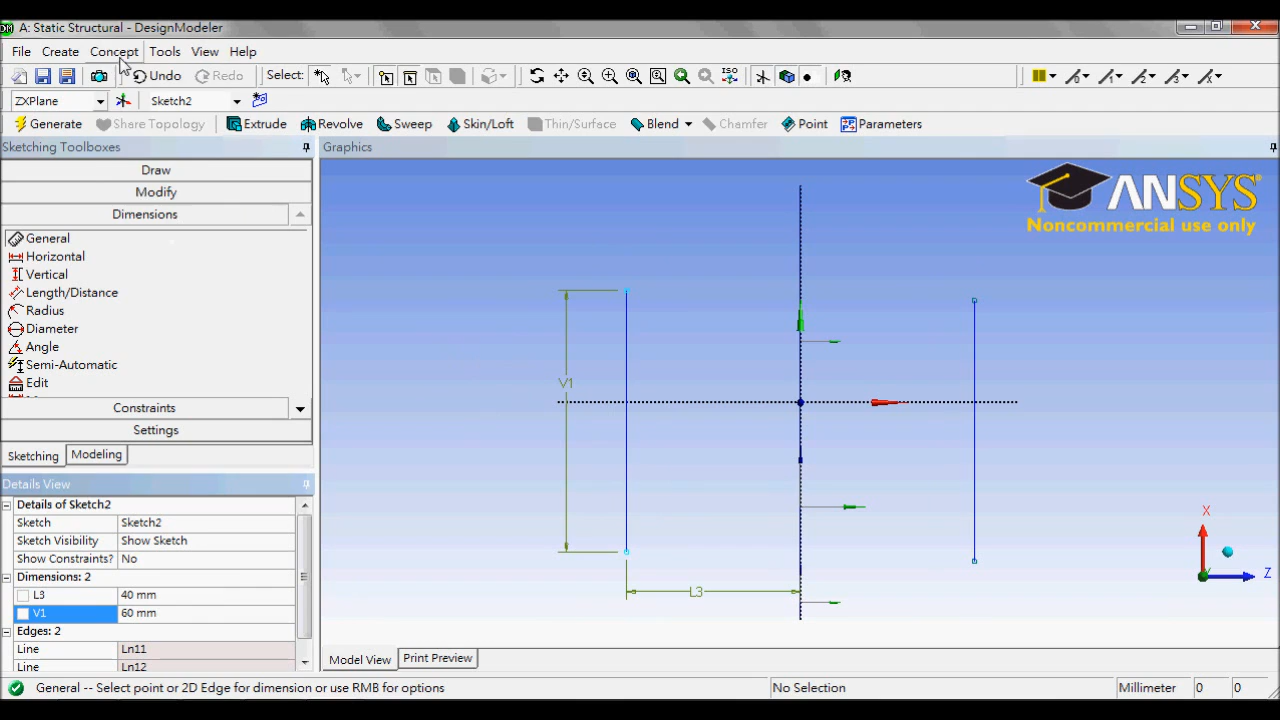 A: Static Structural - DesignModeler
File Create Concept Tools View Help
Undo Redo Select:
ZXPlane Sketch2
Generate Share Topology Extrude Revolve Sweep Skin/Loft Thin/Surface Blend Chamfer Point Parameters
Sketching Toolboxes
Graphics
Draw
Modify
Dimensions
General
Horizontal
Vertical
Length/Distance
Radius
Diameter
Angle
Semi-Automatic
Edit
Constraints
Settings
Sketching Modeling
Details View
Details of Sketch2
Sketch Sketch2
Sketch Visibility Show Sketch
Show Constraints? No
Dimensions: 2
L3 40 mm
V1 60 mm
Edges: 2
Line Ln11
Line Ln12
ANSYS
Noncommercial use only
V1
L3
X
Z
Model View Print Preview
General -- Select point or 2D Edge for dimension or use RMB for options No Selection Millimeter 0 0